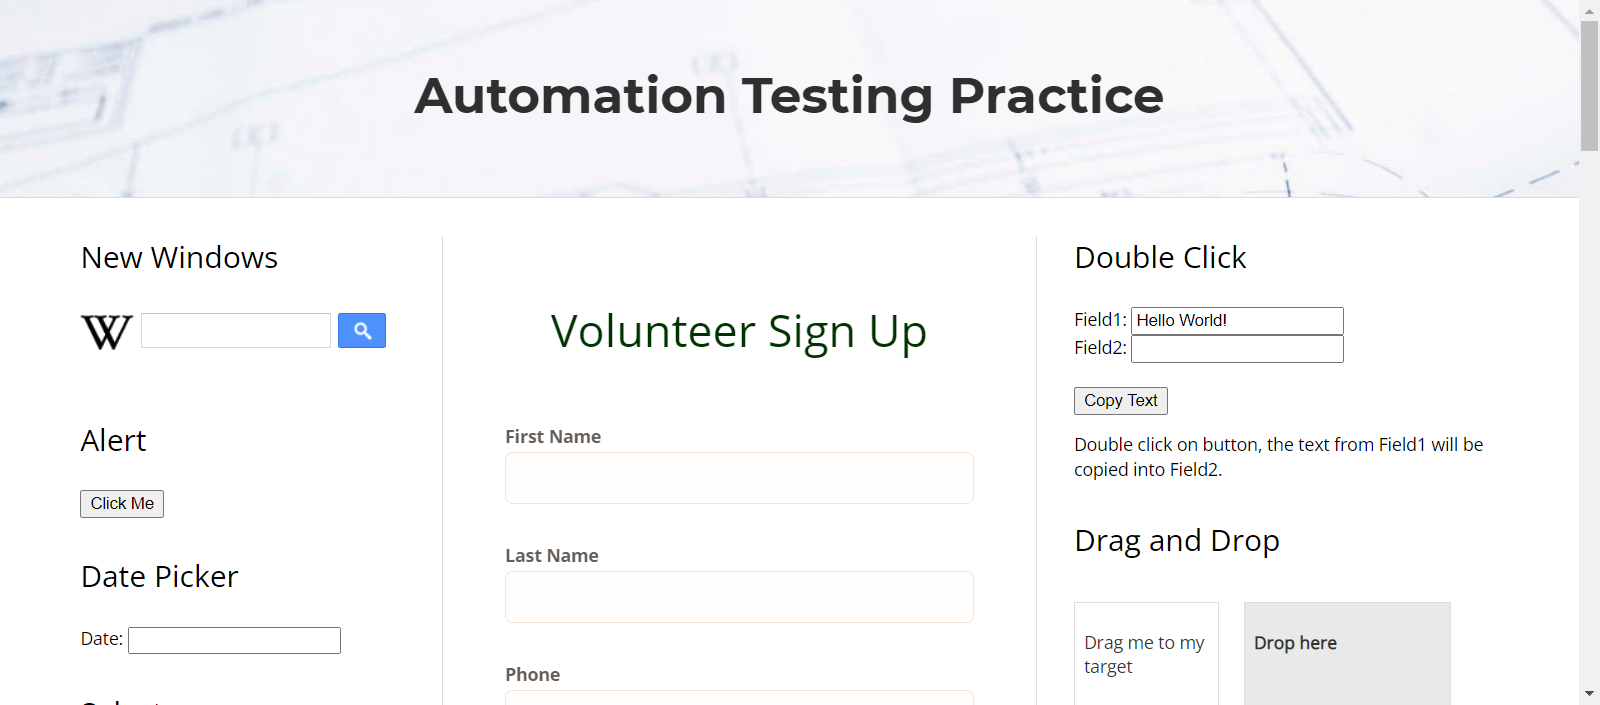 Automation Testing Practice
New Windows
W
Alert
Click Me
Date Picker
Date:
Volunteer Sign Up
First Name
Last Name
Phone
Double Click
Field1: Hello World!
Field2:
Copy Text
Double click on button, the text from Field1 will be
copied into Field2.
Drag and Drop
Drag me to my
target
Drop here